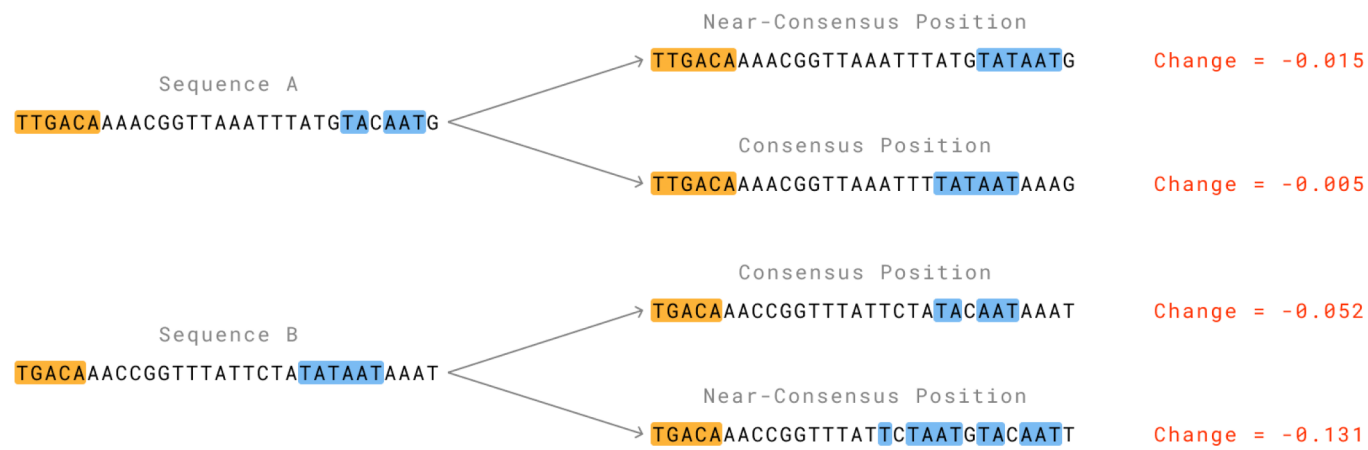 Near-Consensus Position
TTGACAAAACGGTTAAATTTATGTATAATG Change = -0.015
Sequence A
TTGACAAAACGGTTAAATTTATGTACAATG
Consensus Position
TTGACAAAACGGTTAAATTTTATAATAAAG Change = -0.005
Consensus Position
TGACAAACCGGTTTATTCTATACAATAAAT Change = -0.052
Sequence B
TGACAAACCGGTTTATTCTATATAATAAAT
Near-Consensus Position
TGACAAACCGGTTTATTCTAATGTACAATT Change = -0.131